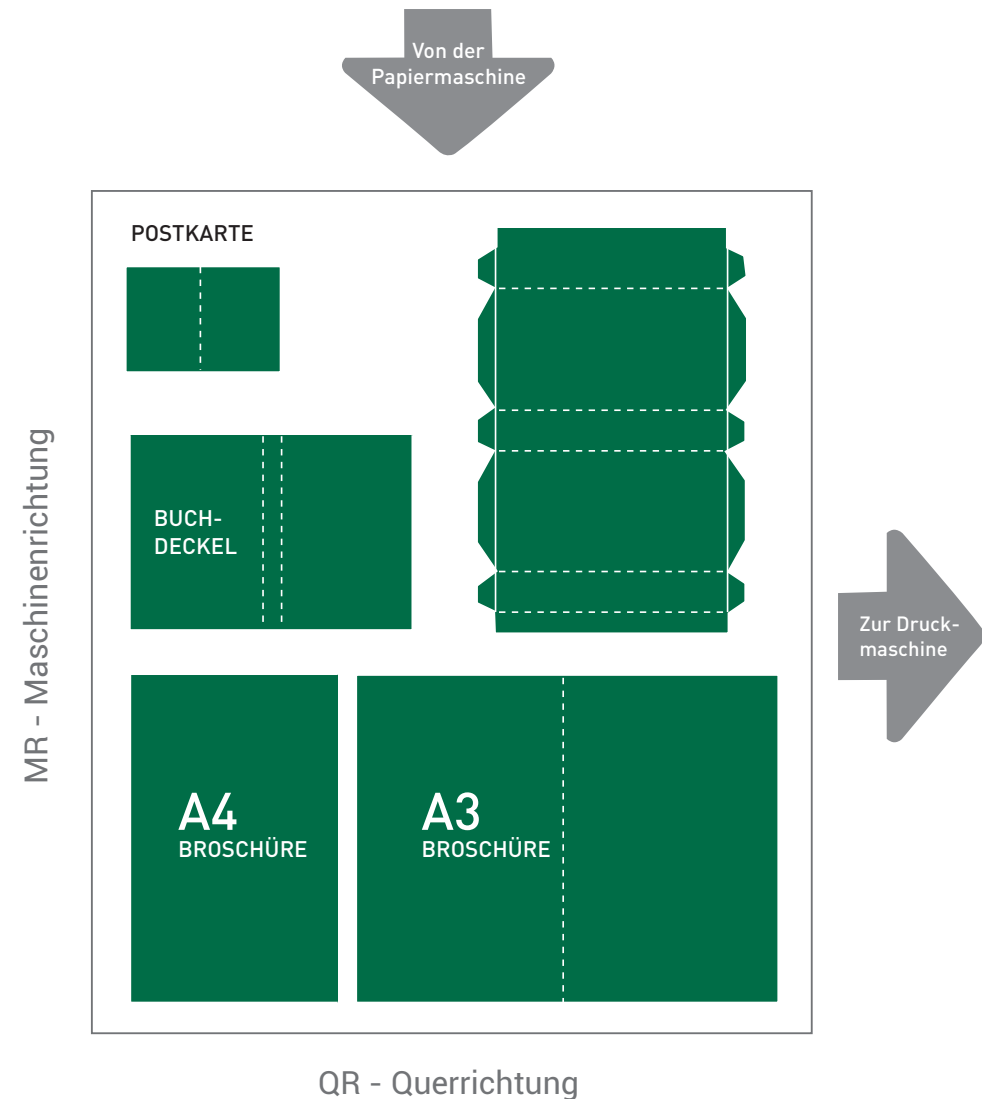 Von der
Papiermaschine
POSTKARTE
BUCH-
DECKEL
MR - Maschinenrichtung
Zur Druck-
maschine
A4
BROSCHÜRE
A3
BROSCHÜRE
QR - Querrichtung